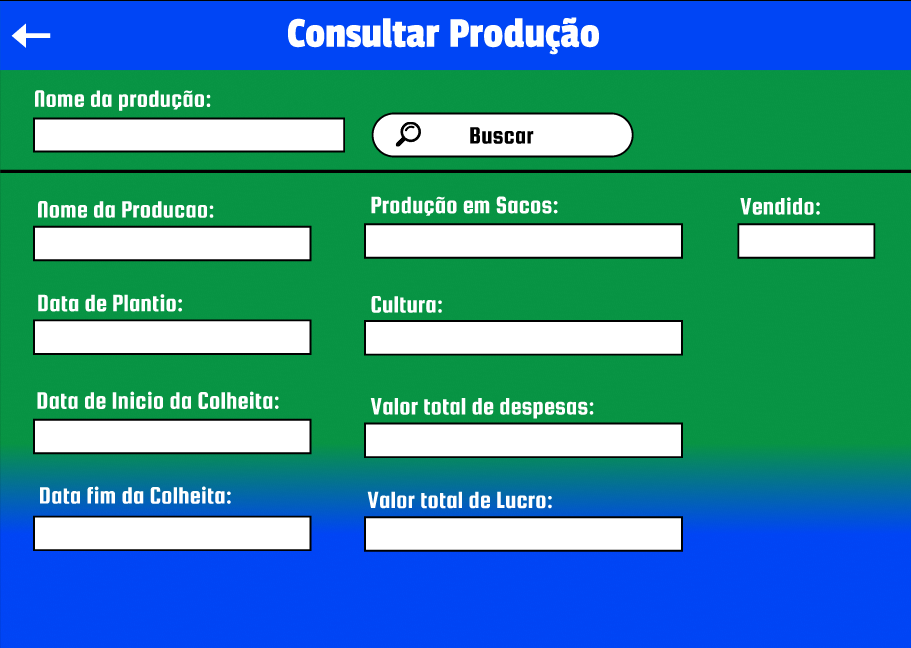 Consultar Produção
Nome da produção:
Buscar
Nome da Producao:
Produção em Sacos:
Vendido:
Data de Plantio:
Cultura:
Data de Inicio da Colheita:
Valor total de despesas:
Data fim da Colheita:
Valor total de Lucro: